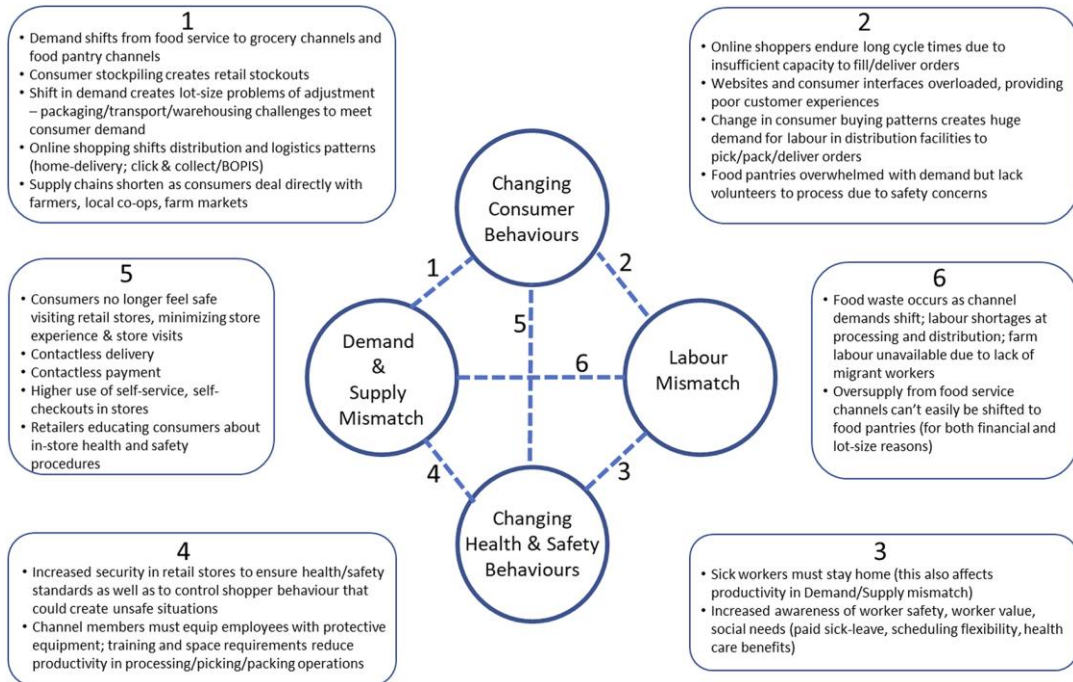 1
• Demand shifts from food service to grocery channels and
food pantry channels
• Consumer stockpiling creates retail stockouts
• Shift in demand creates lot-size problems of adjustment
– packaging/transport/warehousing challenges to meet
consumer demand
• Online shopping shifts distribution and logistics patterns
(home-delivery; click & collect/BOPIS)
• Supply chains shorten as consumers deal directly with
farmers, local co-ops, farm markets
2
• Online shoppers endure long cycle times due to
insufficient capacity to fill/deliver orders
• Websites and consumer interfaces overloaded, providing
poor customer experiences
• Change in consumer buying patterns creates huge
demand for labour in distribution facilities to
pick/pack/deliver orders
• Food pantries overwhelmed with demand but lack
volunteers to process due to safety concerns
Changing
Consumer
Behaviours
1
2
5
• Consumers no longer feel safe
visiting retail stores, minimizing store
experience & store visits
• Contactless delivery
• Contactless payment
• Higher use of self-service, self-
checkouts in stores
• Retailers educating consumers about
in-store health and safety
procedures
Demand
&
Supply
Mismatch
5
6
Labour
Mismatch
6
• Food waste occurs as channel
demands shift; labour shortages at
processing and distribution; farm
labour unavailable due to lack of
migrant workers
• Oversupply from food service
channels can't easily be shifted to
food pantries (for both financial and
lot-size reasons)
4
3
Changing
Health & Safety
Behaviours
4
• Increased security in retail stores to ensure health/safety
standards as well as to control shopper behaviour that
could create unsafe situations
• Channel members must equip employees with protective
equipment; training and space requirements reduce
productivity in processing/picking/packing operations
3
• Sick workers must stay home (this also affects
productivity in Demand/Supply mismatch)
• Increased awareness of worker safety, worker value,
social needs (paid sick-leave, scheduling flexibility, health
care benefits)